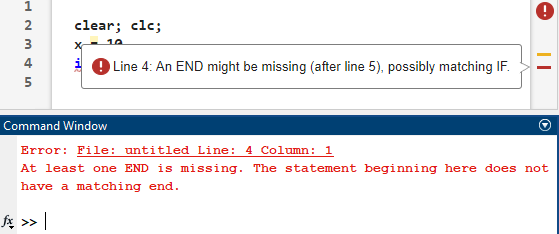 1
2 clear; clc;
3 x = 10
4 i
Line 4: An END might be missing (after line 5), possibly matching IF.
5
Command Window
Error: File: untitled Line: 4 Column: 1
At least one END is missing. The statement beginning here does not
have a matching end.
fx >>